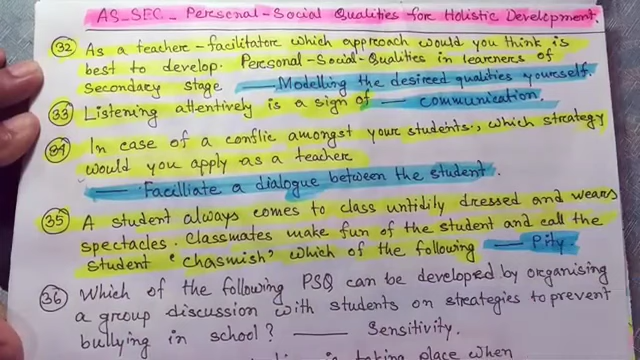 AS_SEC_ Personal-Social Qualities for Holistic Development.
32 As a teacher-facilitator which approach would you think is
best to develop Personal-Social-Qualities in learners of
Secondary stage — Modelling the desired qualities yourself.
33 Listening attentively is a sign of — communication.
34 In case of a conflic amongst your students., which strategy
would you apply as a teacher
— Facilliate a dialogue between the student.
35 A student always comes to class untidily dressed and wears
spectacles. Classmates make fun of the student and call the
student "chasmish" which of the following — Pity.
36 Which of the following PSQ can be developed by organising
a group discussion with students on strategies to prevent
bullying in school? — Sensitivity.
is taking place when